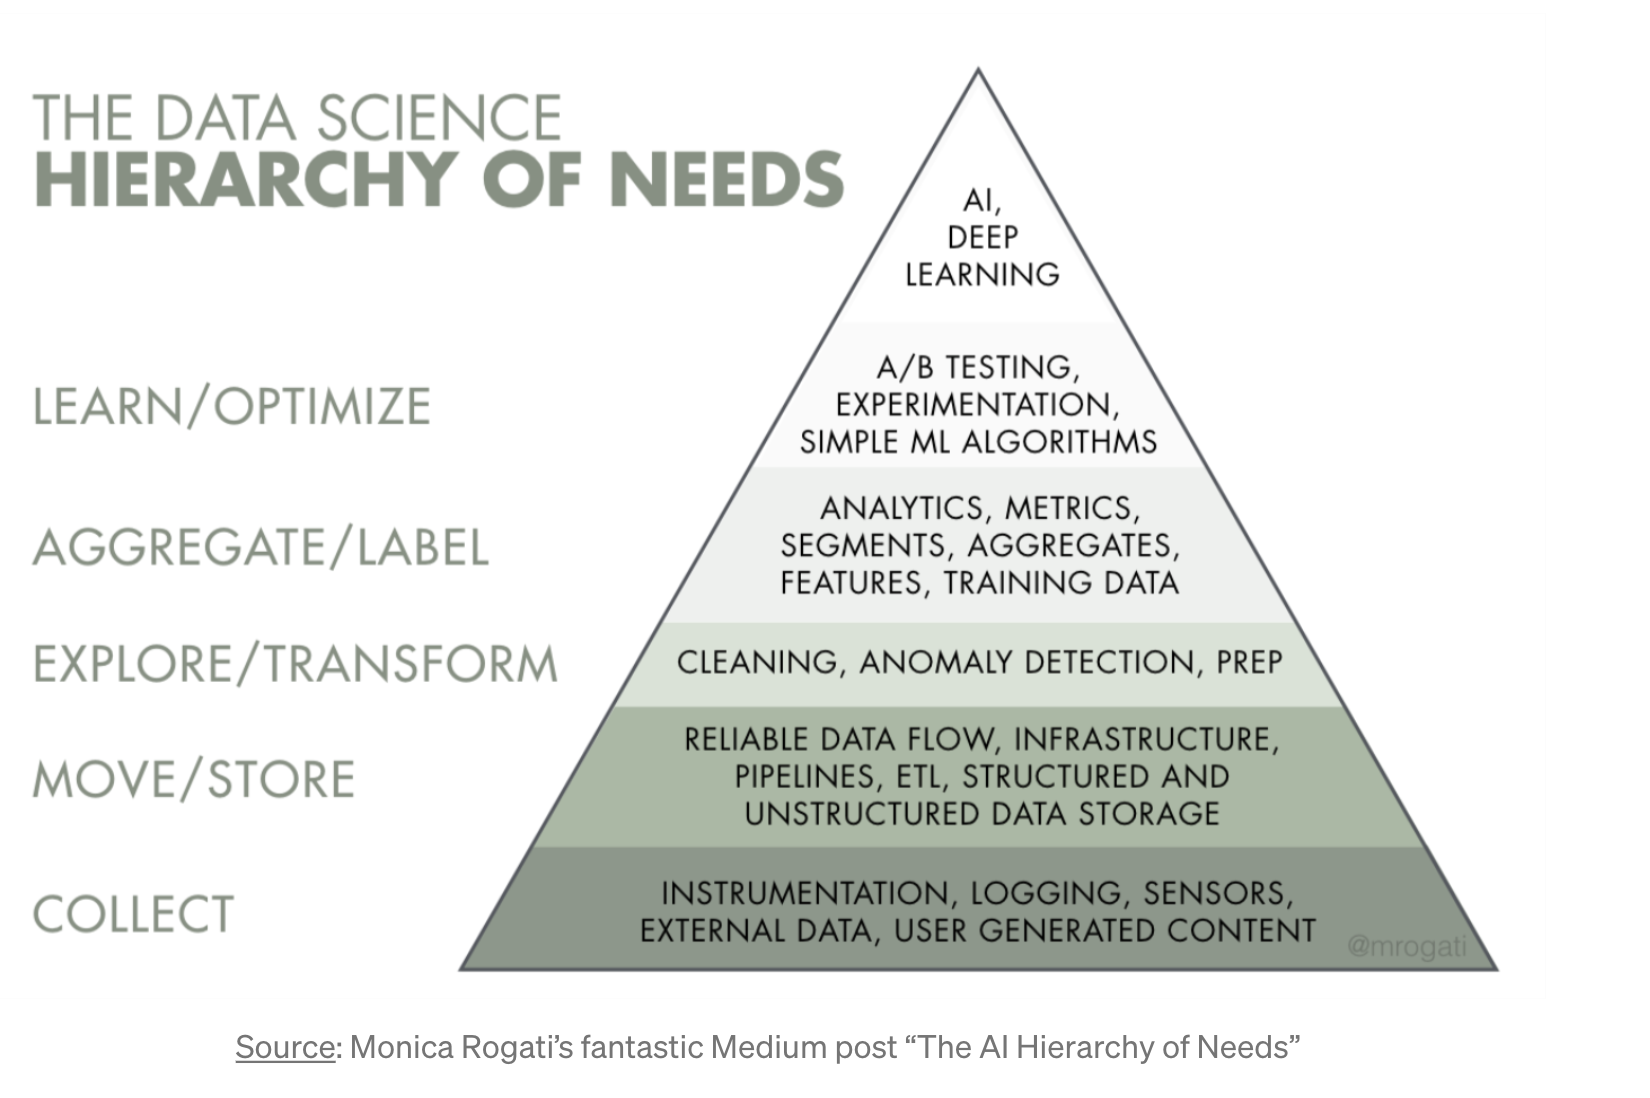 THE DATA SCIENCE
HIERARCHY OF NEEDS
AI,
DEEP
LEARNING
LEARN/OPTIMIZE
A/B TESTING,
EXPERIMENTATION,
SIMPLE ML ALGORITHMS
AGGREGATE/LABEL
ANALYTICS, METRICS,
SEGMENTS, AGGREGATES,
FEATURES, TRAINING DATA
EXPLORE/TRANSFORM
CLEANING, ANOMALY DETECTION, PREP
MOVE/STORE
RELIABLE DATA FLOW, INFRASTRUCTURE,
PIPELINES, ETL, STRUCTURED AND
UNSTRUCTURED DATA STORAGE
COLLECT
INSTRUMENTATION, LOGGING, SENSORS,
EXTERNAL DATA, USER GENERATED CONTENT
@mrogati
Source: Monica Rogati’s fantastic Medium post “The AI Hierarchy of Needs”